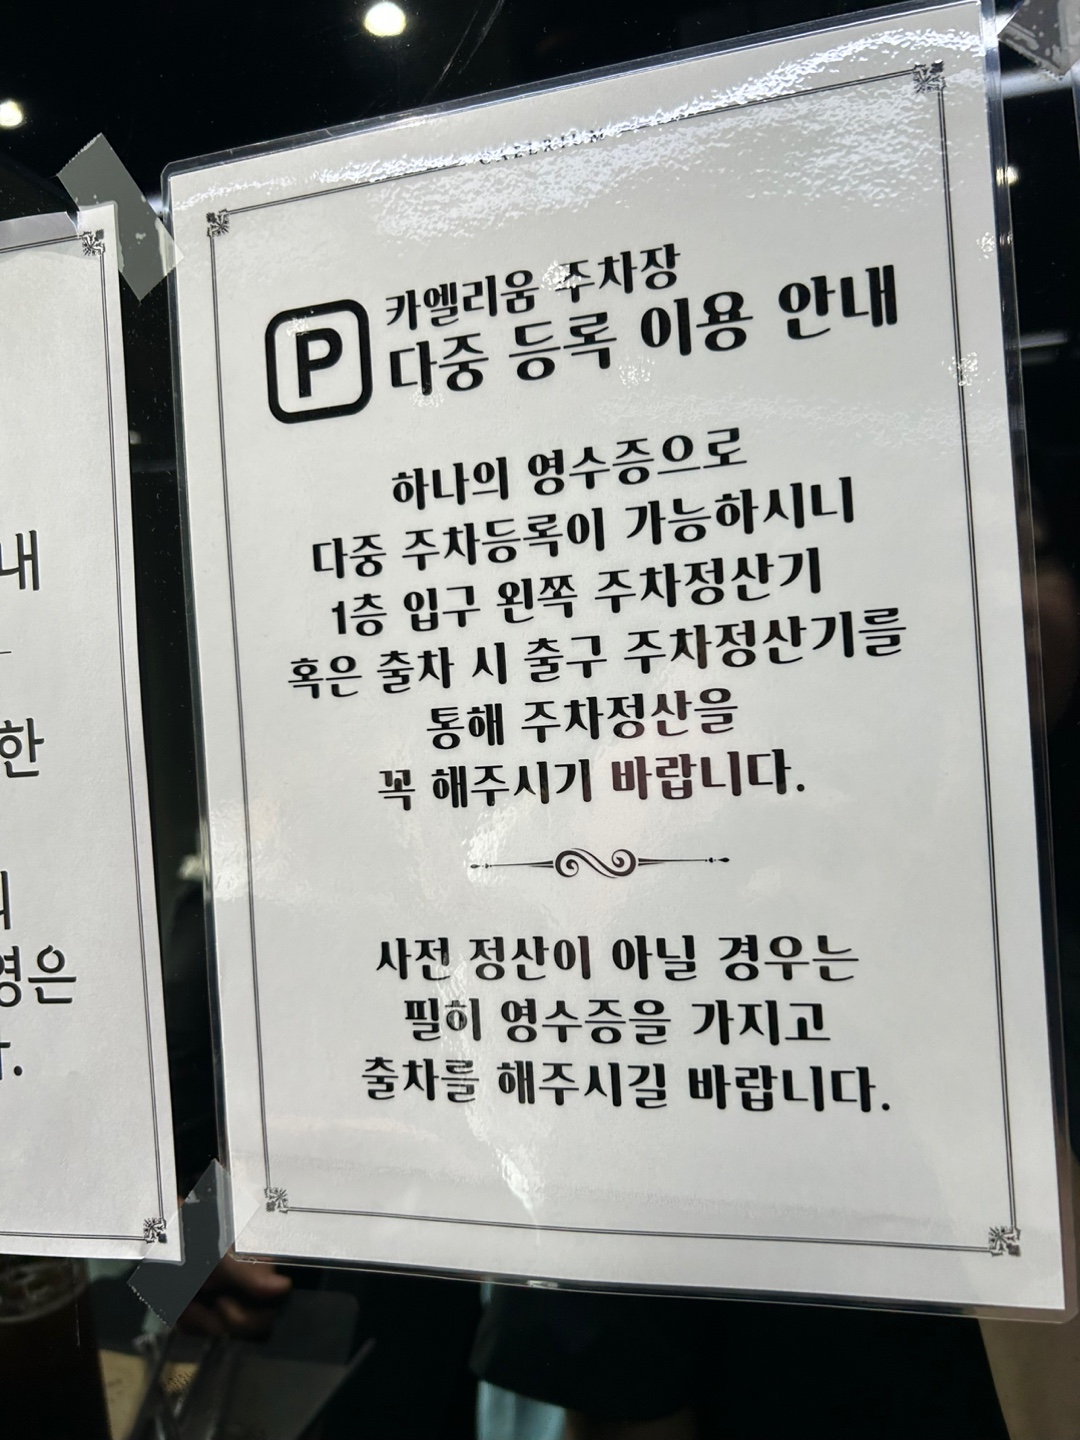 P
카엘리움 주차장
다중 등록 이용 안내
하나의 영수증으로
다중 주차등록이 가능하시니
1층 입구 왼쪽 주차정산기
혹은 출차 시 출구 주차정산기를
통해 주차정산을
꼭 해주시기 바랍니다.
사전 정산이 아닐 경우는
필히 영수증을 가지고
출차를 해주시길 바랍니다.
내
한